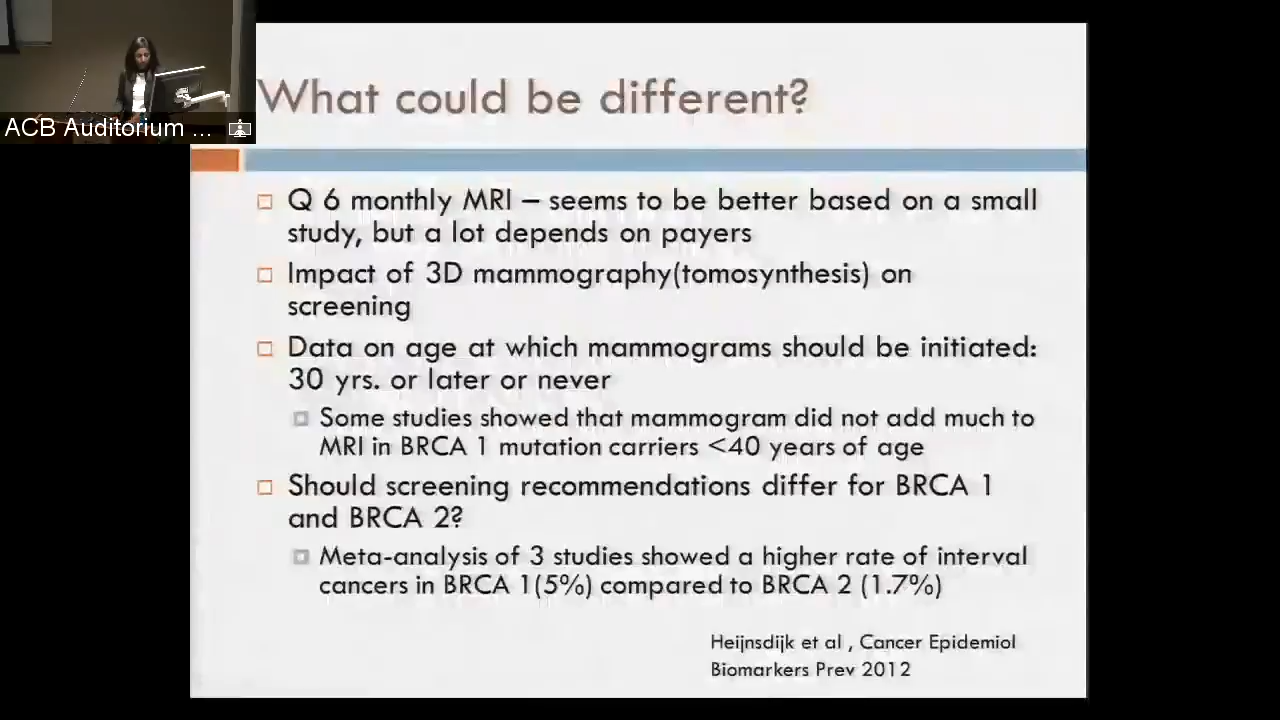 What could be different?
ACB Auditorium ...
Q 6 monthly MRI – seems to be better based on a small
study, but a lot depends on payers
Impact of 3D mammography(tomosynthesis) on
screening
Data on age at which mammograms should be initiated:
30 yrs. or later or never
Some studies showed that mammogram did not add much to
MRI in BRCA 1 mutation carriers <40 years of age
Should screening recommendations differ for BRCA 1
and BRCA 2?
Meta-analysis of 3 studies showed a higher rate of interval
cancers in BRCA 1(5%) compared to BRCA 2 (1.7%)
Heijnsdijk et al , Cancer Epidemiol
Biomarkers Prev 2012